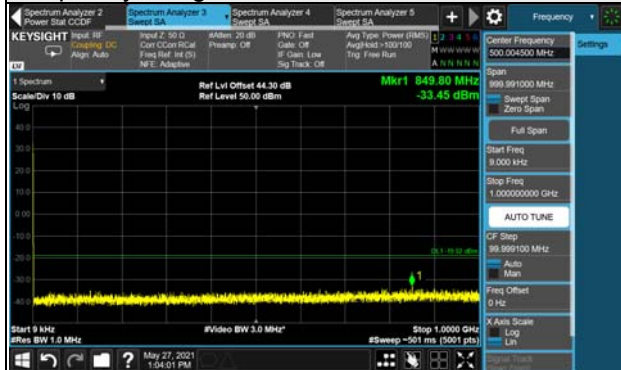 Spectrum Analyzer 2
Power Stat CCDF
Spectrum Analyzer 3
Swept SA
Spectrum Analyzer 4
Swept SA
Spectrum Analyzer 5
Swept SA
+
Frequency
KEYSIGHT
Input: RF
Coupling: DC
Align: Auto
Input Z: 50 Ω
Corr CCorr RCal
Freq Ref: Int (S)
NFE: Adaptive
#Atten: 20 dB
Preamp: Off
PNO: Fast
Gate: Off
IF Gain: Low
Sig Track: Off
Avg Type: Power (RMS)
Avg|Hold:>100/100
Trig: Free Run
1 2 3 4 5 6
M W W W W W
A N N N N N
LV
Center Frequency
500.004500 MHz
Settings
Span
999.991000 MHz
Swept Span
Zero Span
Full Span
Start Freq
9.000 kHz
Stop Freq
1.000000000 GHz
AUTO TUNE
CF Step
99.999100 MHz
Auto
Man
Freq Offset
0 Hz
X Axis Scale
Log
Lin
Signal Track
1 Spectrum
Scale/Div 10 dB
Log
Ref Lvl Offset 44.30 dB
Ref Level 50.00 dBm
Mkr1 849.80 MHz
-33.45 dBm
40.0
30.0
20.0
10.0
0.00
-10.0
-20.0
-30.0
-40.0
1
Start 9 kHz
#Res BW 1.0 MHz
#Video BW 3.0 MHz*
Stop 1.0000 GHz
#Sweep ~501 ms (5001 pts)
?
May 27, 2021
1:04:01 PM